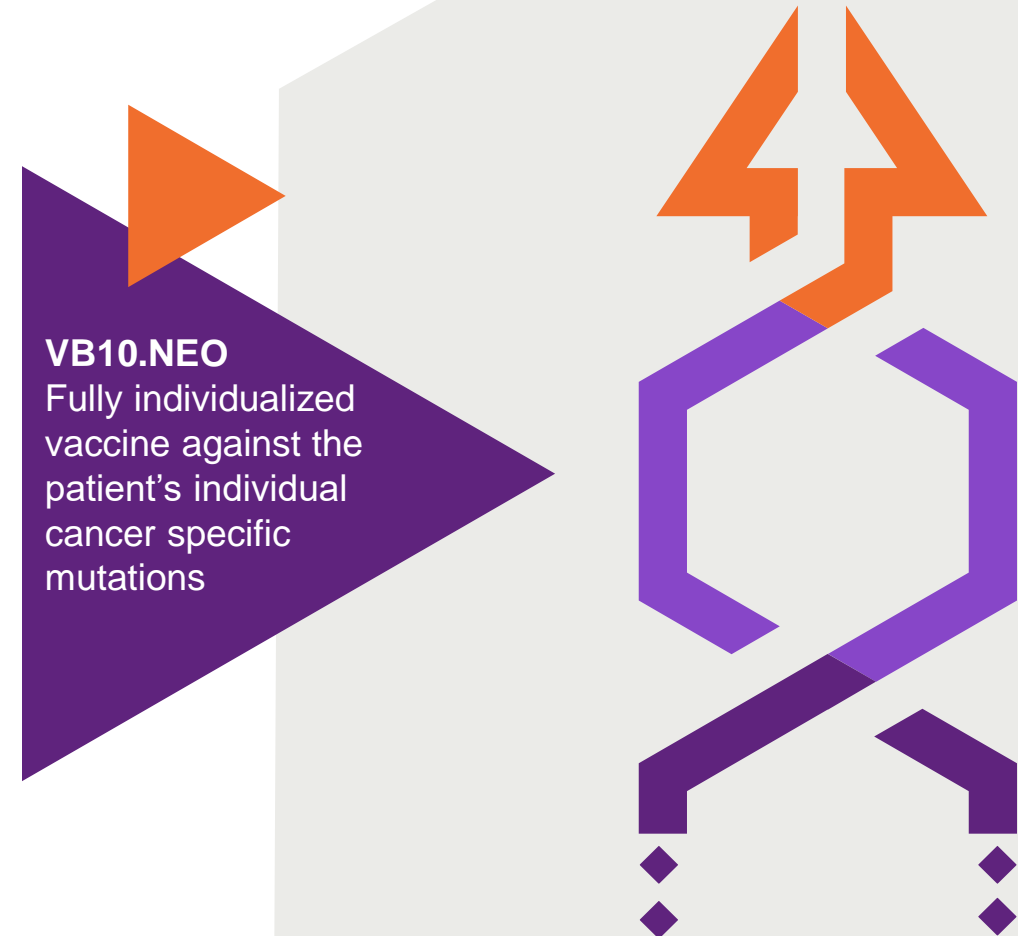 VB10.NEO
Fully individualized
vaccine against the
patient’s individual
cancer specific
mutations